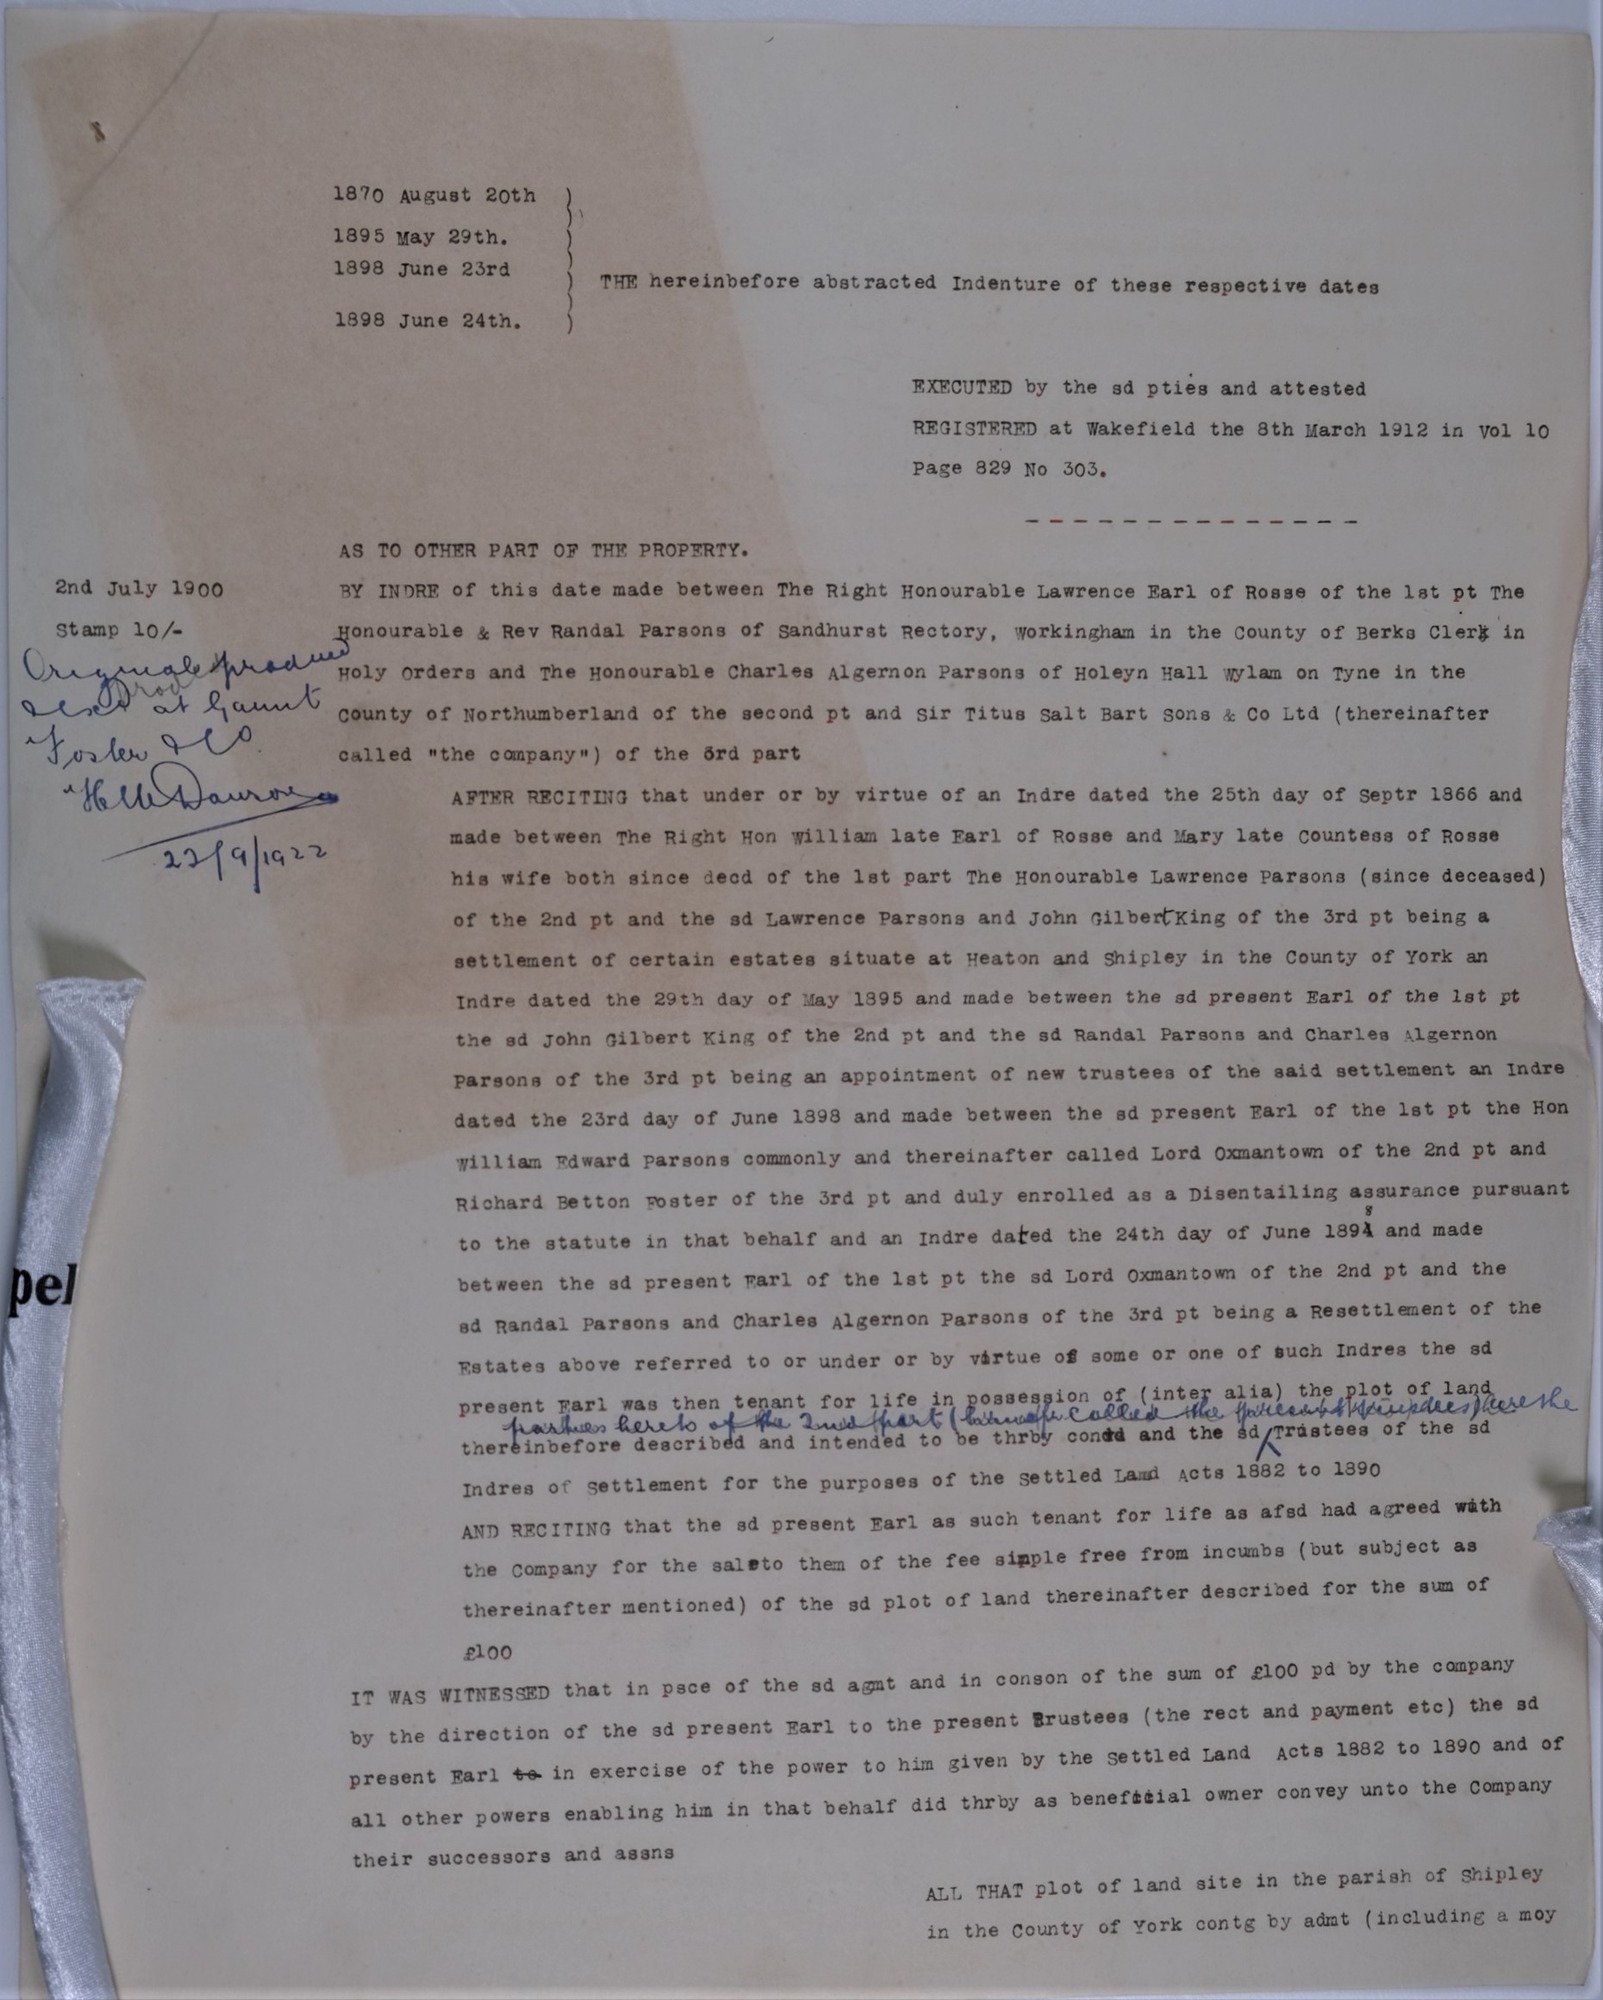 1870 August 20th
1895 May 29th.
1898 June 23rd
THE hereinbefore abstracted Indenture of these respective dates
1898 June 24th.
EXECUTED by the sd pties and attested
REGISTERED at Wakefield the 8th March 1912 in Vol 10
Page 829 No 303.
AS TO OTHER PART OF THE PROPERTY.
2nd July 1900
Stamp 10/-
Originals produced
at Gaunt
Foster & Co
22/9/1922
BY INDRE of this date made between The Right Honourable Lawrence Earl of Rosse of the 1st pt The
Honourable & Rev Randal Parsons of Sandhurst Rectory, Workingham in the County of Berks Clerk in
Holy Orders and The Honourable Charles Algernon Parsons of Holeyn Hall Wylam on Tyne in the
County of Northumberland of the second pt and Sir Titus Salt Bart Sons & Co Ltd (thereinafter
called "the company") of the 3rd part
AFTER RECITING that under or by virtue of an Indre dated the 25th day of Septr 1866 and
made between The Right Hon William late Earl of Rosse and Mary late Countess of Rosse
his wife both since decd of the 1st part The Honourable Lawrence Parsons (since deceased)
of the 2nd pt and the sd Lawrence Parsons and John Gilbert King of the 3rd pt being a
settlement of certain estates situate at Heaton and Shipley in the County of York an
Indre dated the 29th day of May 1895 and made between the sd present Earl of the 1st pt
the sd John Gilbert King of the 2nd pt and the sd Randal Parsons and Charles Algernon
Parsons of the 3rd pt being an appointment of new trustees of the said settlement an Indre
dated the 23rd day of June 1898 and made between the sd present Earl of the 1st pt the Hon
William Edward Parsons commonly and thereinafter called Lord Oxmantown of the 2nd pt and
Richard Betton Foster of the 3rd pt and duly enrolled as a Disentailing assurance pursuant
to the statute in that behalf and an Indre dated the 24th day of June 1898 and made
between the sd present Earl of the 1st pt the sd Lord Oxmantown of the 2nd pt and the
sd Randal Parsons and Charles Algernon Parsons of the 3rd pt being a Resettlement of the
Estates above referred to or under or by virtue of some or one of such Indres the sd
present Earl was then tenant for life in possession of (inter alia) the plot of land
parties hereto of the 2nd part called the present trustees) were the
thereinbefore described and intended to be thrby coned and the sd Trustees of the sd
Indres of Settlement for the purposes of the Settled Land Acts 1882 to 1890
AND RECITING that the sd present Earl as such tenant for life as afsd had agreed with
the Company for the saleto them of the fee simple free from incumbs (but subject as
thereinafter mentioned) of the sd plot of land thereinafter described for the sum of
£100
IT WAS WITNESSED that in psce of the sd agmt and in conson of the sum of £100 pd by the company
by the direction of the sd present Earl to the present Trustees (the rect and payment etc) the sd
present Earl to in exercise of the power to him given by the Settled Land Acts 1882 to 1890 and of
all other powers enabling him in that behalf did thrby as beneficial owner convey unto the Company
their successors and assns
ALL THAT plot of land site in the parish of Shipley
in the County of York contg by admt (including a moy
pel